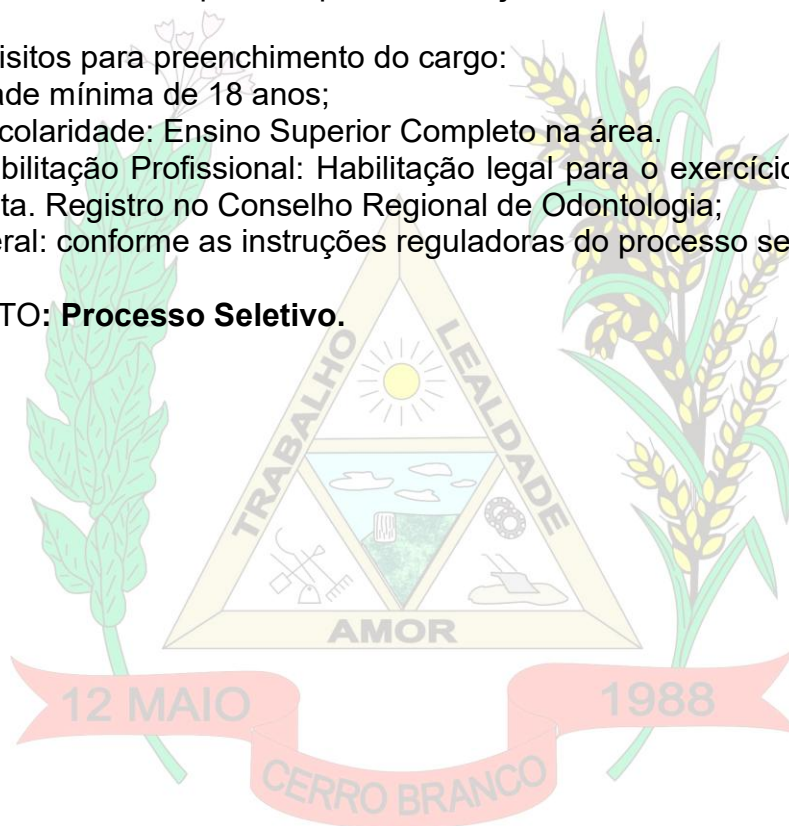 isitos para preenchimento do cargo:
ade mínima de 18 anos;
colaridade: Ensino Superior Completo na área.
bilitação Profissional: Habilitação legal para o exercício
ta. Registro no Conselho Regional de Odontologia;
eral: conforme as instruções reguladoras do processo se
TO: Processo Seletivo.
TRABALHO
LEALDADE
AMOR
12 MAIO
1988
CERRO BRANCO